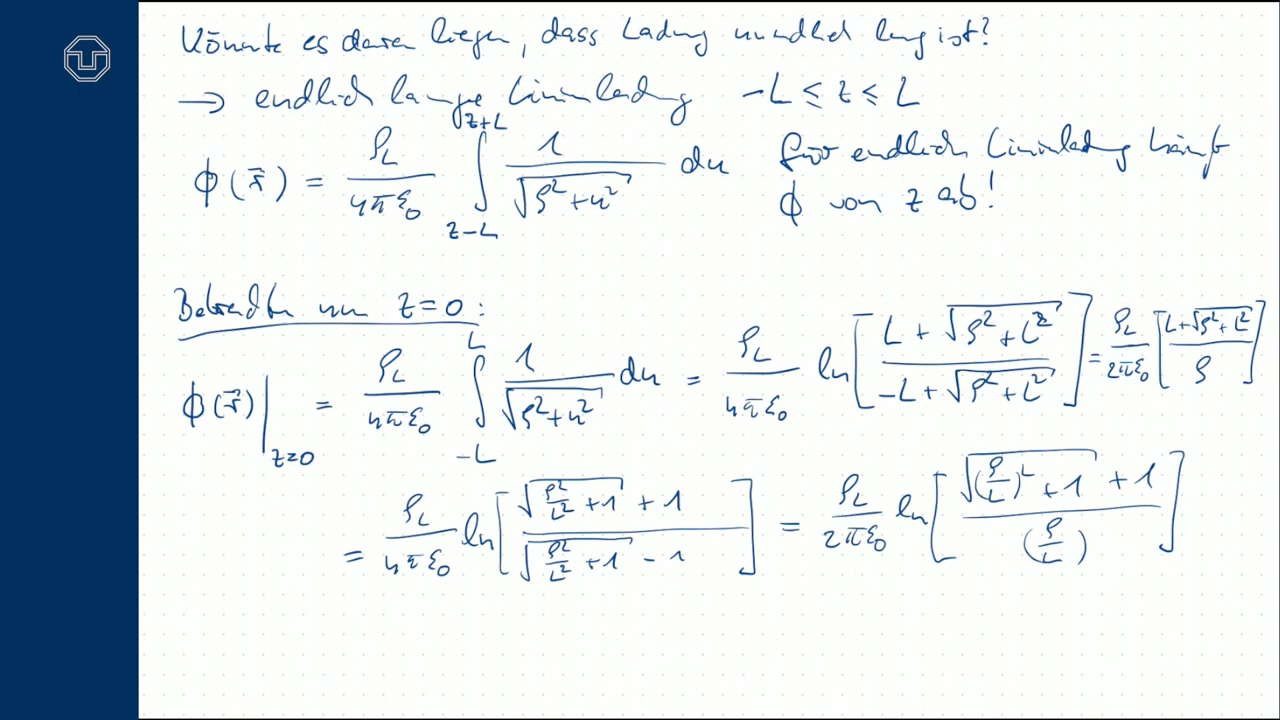 Könnte es daran liegen, dass Ladung unendlich lang ist?
→ endlich lange Linienladung -L ≤ z ≤ L
ϕ(r⃗) = ρ_L/(4πε₀) ∫_{z-L}^{z+L} 1/√(ρ²+u²) du für endlich Linienladung hängt
ϕ von z ab!
Betrachten nun z=0:
ϕ(r⃗)|_{z=0} = ρ_L/(4πε₀) ∫_{-L}^{L} 1/√(ρ²+u²) du = ρ_L/(4πε₀) ln[(L+√(ρ²+L²))/(-L+√(ρ²+L²))] = ρ_L/(2πε₀) [(L+√(ρ²+L²))/ρ]
= ρ_L/(4πε₀) ln[(√(ρ²/L²+1)+1)/(√(ρ²/L²+1)-1)] = ρ_L/(2πε₀) ln[(√((ρ/L)²+1)+1)/(ρ/L)]